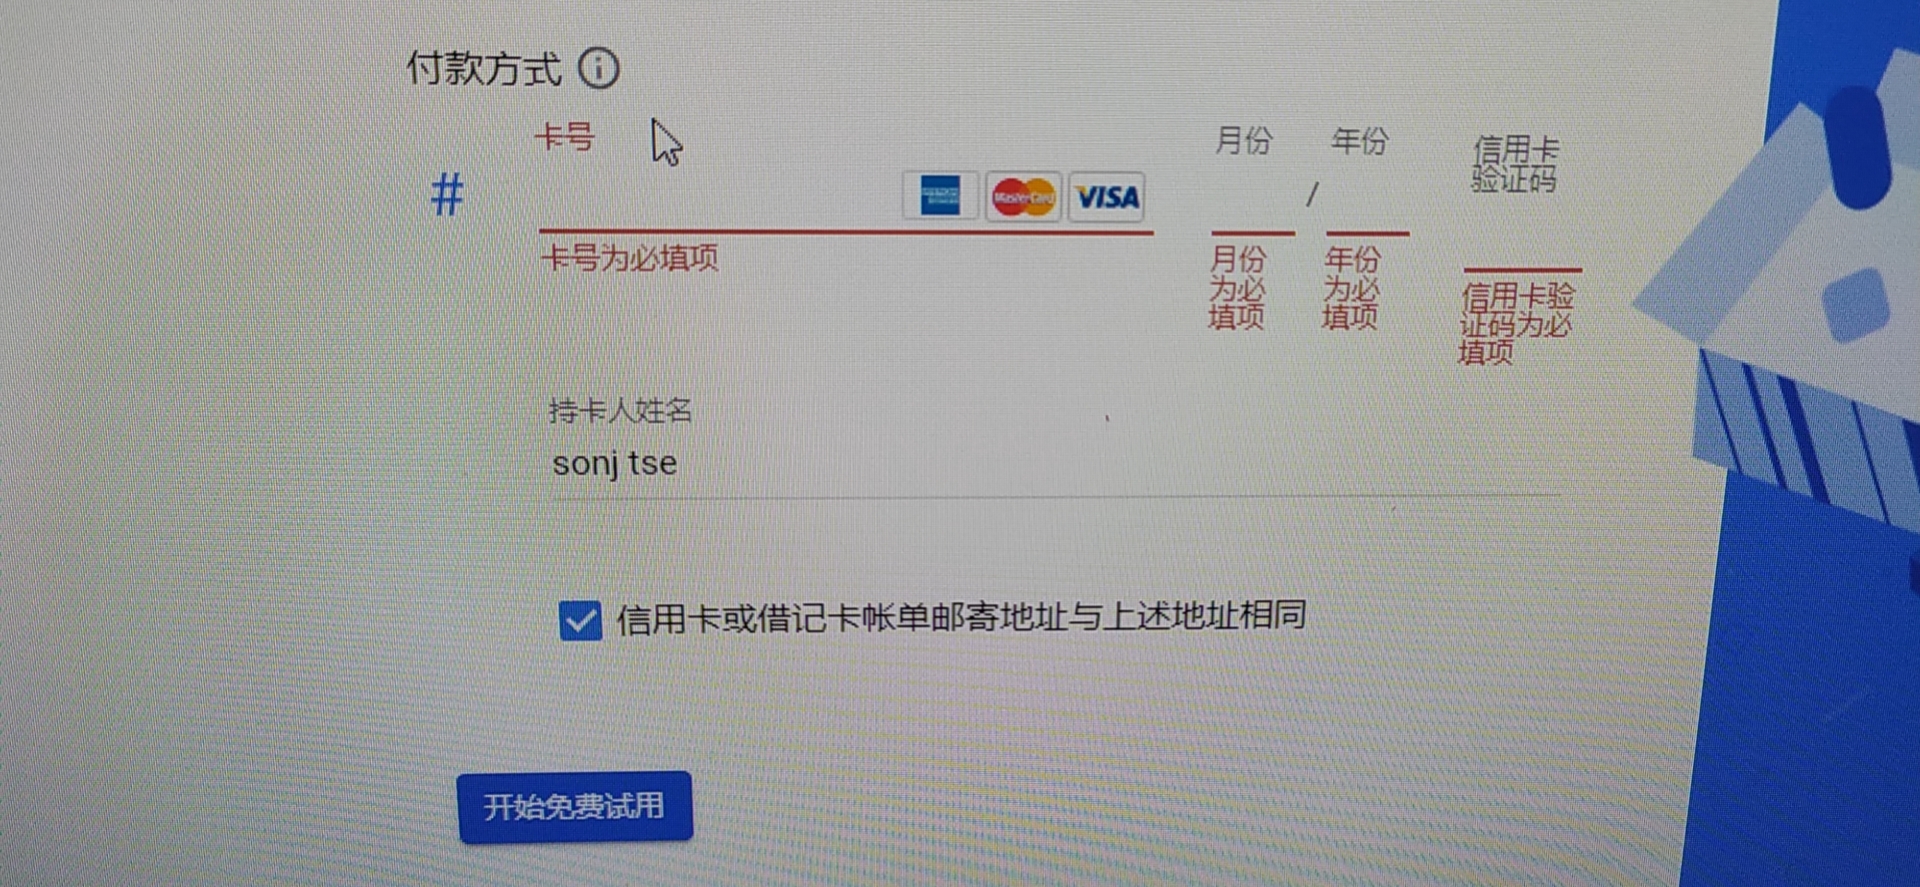 付款方式
卡号
月份
年份
信用卡
验证码
#
MasterCard
VISA
/
卡号为必填项
月份
为必
填项
年份
为必
填项
信用卡验
证码为必
填项
持卡人姓名
sonj tse
信用卡或借记卡帐单邮寄地址与上述地址相同
开始免费试用